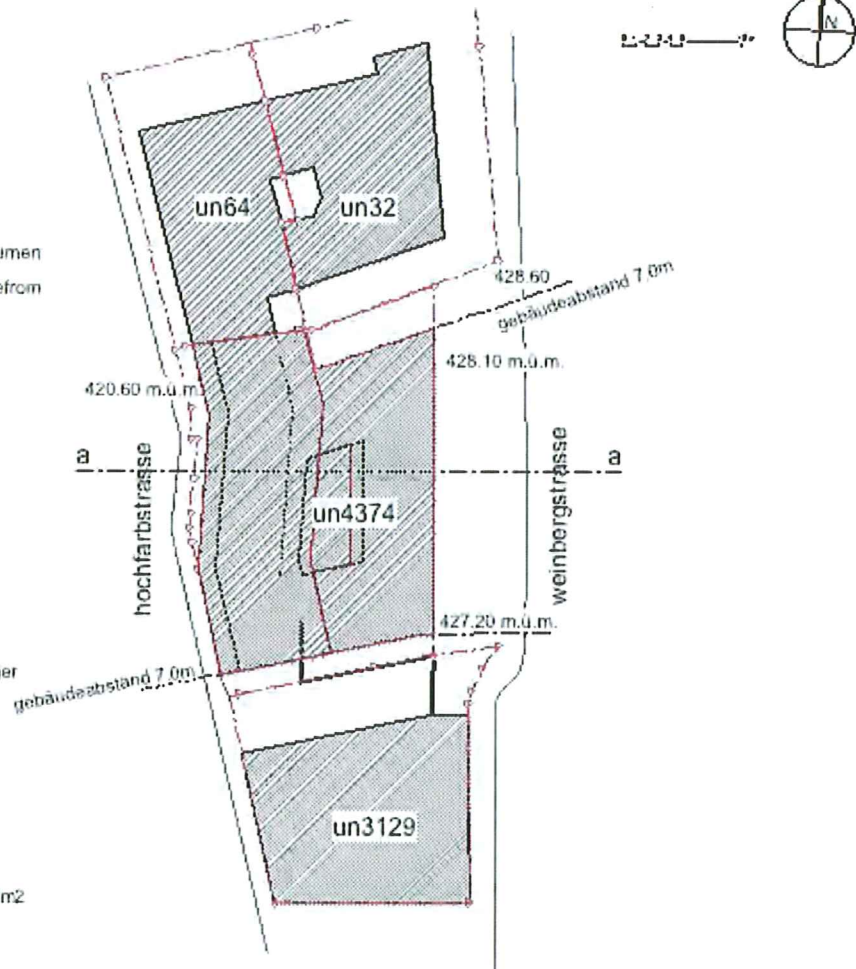 N
un64
un32
428.60
gebäudeabstand 7.0m
428.10 m.ü.m.
420.60 m.ü.m.
a
a
hochfarbstrasse
un4374
weinbergstrasse
427.20 m.ü.m.
gebäudeabstand 7.0m
un3129
m2